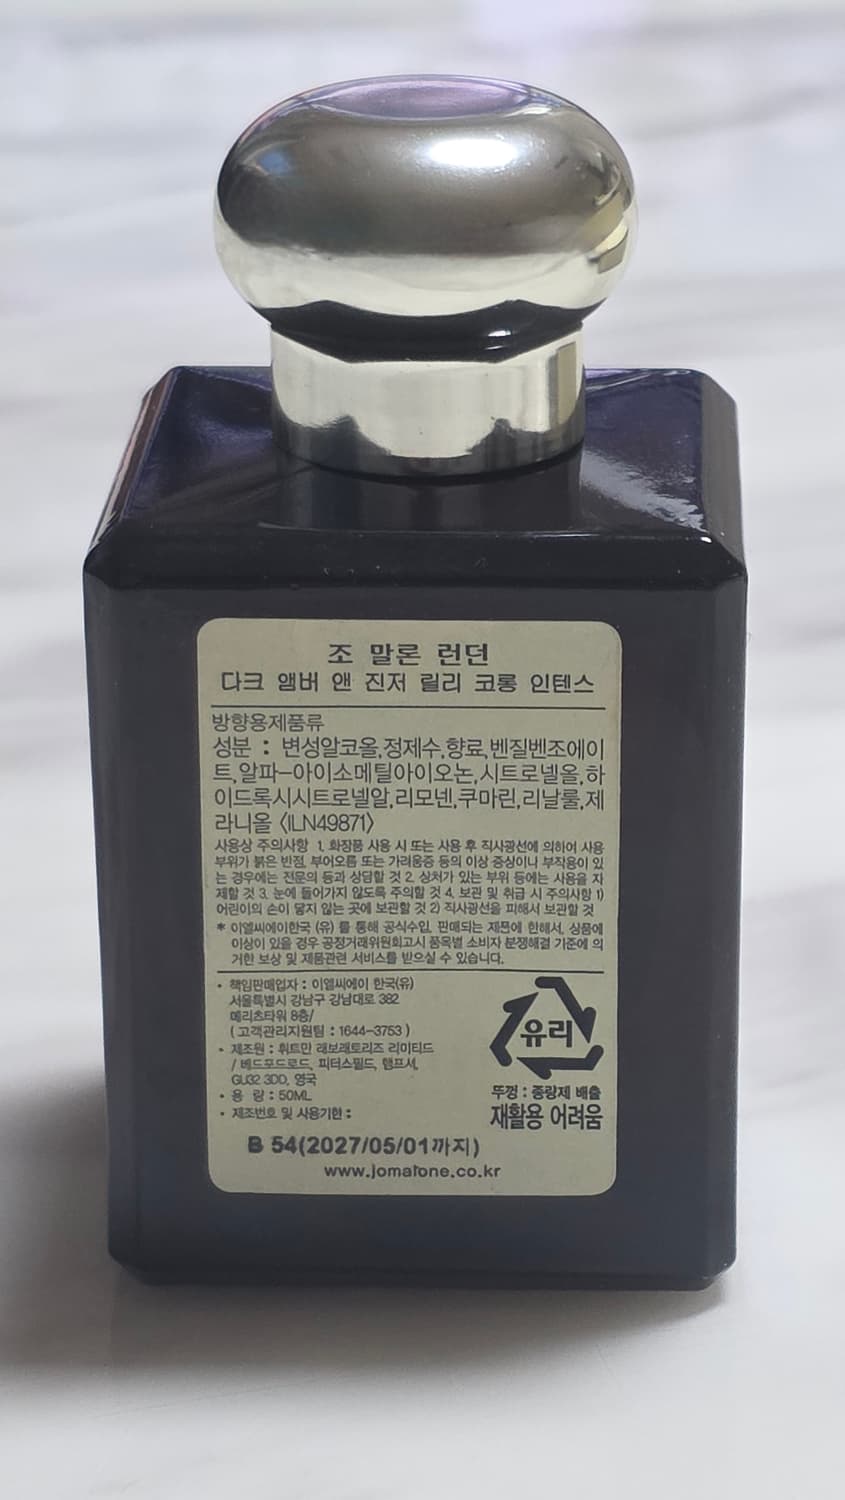 조 말론 런던
다크 앰버 앤 진저 릴리 코롱 인텐스
방향용제품류
성분 : 변성알코올,정제수,향료,벤질벤조에이
트,알파-아이소메틸아이오논,시트로넬올,하
이드록시시트로넬알,리모넨,쿠마린,리날룰,제
라니올 <ILN49871>
사용상 주의사항 1. 화장품 사용 시 또는 사용 후 직사광선에 의하여 사용
부위가 붉은 반점, 부어오름 또는 가려움증 등의 이상 증상이나 부작용이 있
는 경우에는 전문의 등과 상담할 것 2. 상처가 있는 부위 등에는 사용을 자
제할 것 3. 눈에 들어가지 않도록 주의할 것 4. 보관 및 취급 시 주의사항 1)
어린이의 손이 닿지 않는 곳에 보관할 것 2) 직사광선을 피해서 보관할 것
* 이엘씨에이한국 (유) 를 통해 공식수입, 판매되는 제품에 한해서, 상품에
이상이 있을 경우 공정거래위원회고시 품목별 소비자 분쟁해결 기준에 의
거한 보상 및 제품관련 서비스를 받으실 수 있습니다.
• 책임판매업자 : 이엘씨에이 한국(유)
서울특별시 강남구 강남대로 382
메리츠타워 8층/
( 고객관리지원팀 : 1644-3753 )
• 제조원 : 휘트만 래보래토리즈 리미티드
/ 베드포드로드, 피터스필드, 햄프셔,
GU32 3DD, 영국
• 용 량 : 50ML
• 제조번호 및 사용기한 :
B 54(2027/05/01까지)
www.jomalone.co.kr
유리
뚜껑 : 종량제 배출
재활용 어려움